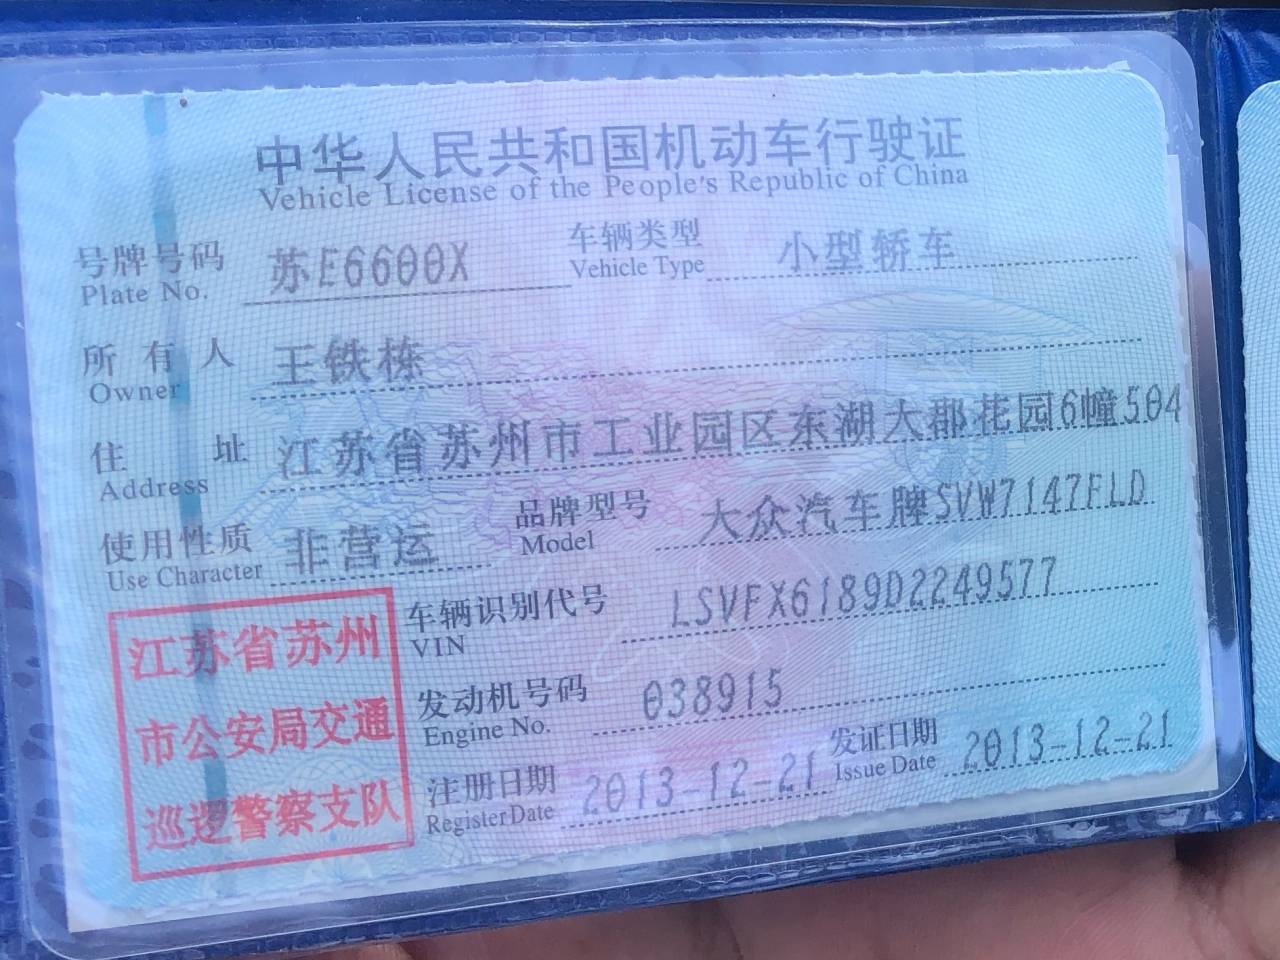 中华人民共和国机动车行驶证
Vehicle License of the People's Republic of China
号牌号码 苏E6600X 车辆类型 小型轿车
Plate No. Vehicle Type
所有人 王铁栋
Owner
住址 江苏省苏州市工业园区东湖大郡花园6幢504
Address
使用性质 非营运 品牌型号 大众汽车牌SVW7147FLD
Use Character Model
江苏省苏州
市公安局交通
巡逻警察支队
车辆识别代号 LSVFX6189D2249577
VIN
发动机号码 038915
Engine No.
注册日期 2013-12-21 发证日期 2013-12-21
Register Date Issue Date